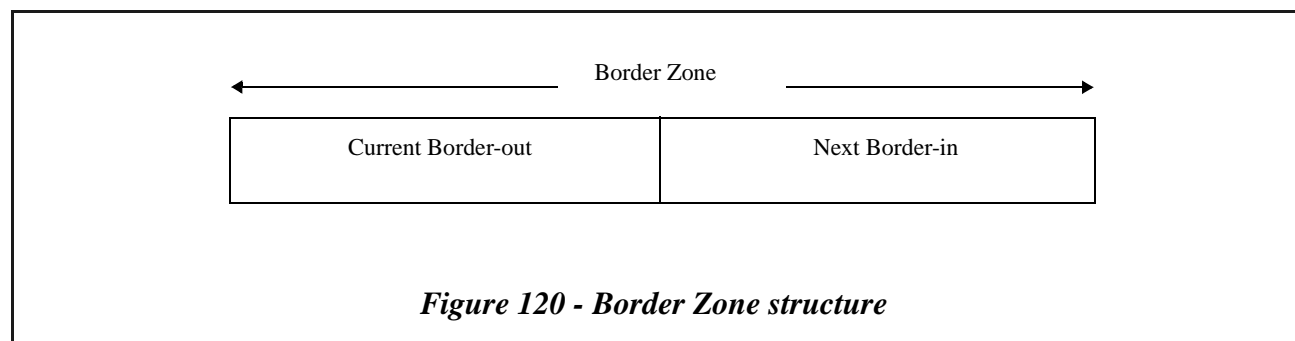 Border Zone
Current Border-out
Next Border-in
Figure 120 - Border Zone structure